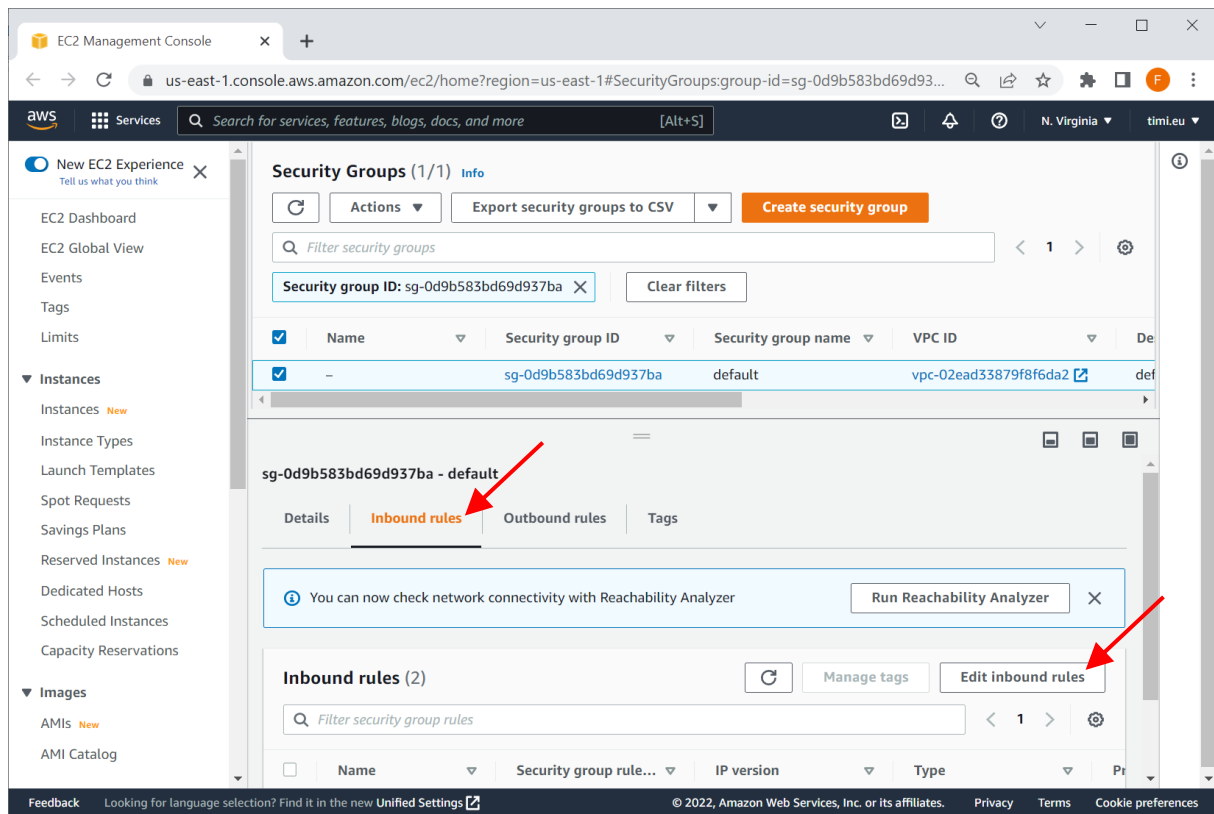 EC2 Management Console
us-east-1.console.aws.amazon.com/ec2/home?region=us-east-1#SecurityGroups:group-id=sg-0d9b583bd69d93...
F
aws
Services
Search for services, features, blogs, docs, and more [Alt+S]
N. Virginia
timi.eu
New EC2 Experience
Tell us what you think
EC2 Dashboard
EC2 Global View
Events
Tags
Limits
Instances
Instances New
Instance Types
Launch Templates
Spot Requests
Savings Plans
Reserved Instances New
Dedicated Hosts
Scheduled Instances
Capacity Reservations
Images
AMIs New
AMI Catalog
Security Groups (1/1) Info
Actions
Export security groups to CSV
Create security group
Filter security groups
1
Security group ID: sg-0d9b583bd69d937ba
Clear filters
Name Security group ID Security group name VPC ID De
– sg-0d9b583bd69d937ba default vpc-02ead33879f8f6da2 def
sg-0d9b583bd69d937ba - default
Details Inbound rules Outbound rules Tags
You can now check network connectivity with Reachability Analyzer
Run Reachability Analyzer
Inbound rules (2)
Manage tags
Edit inbound rules
Filter security group rules
1
Name Security group rule... IP version Type Pr
Feedback Looking for language selection? Find it in the new Unified Settings © 2022, Amazon Web Services, Inc. or its affiliates. Privacy Terms Cookie preferences